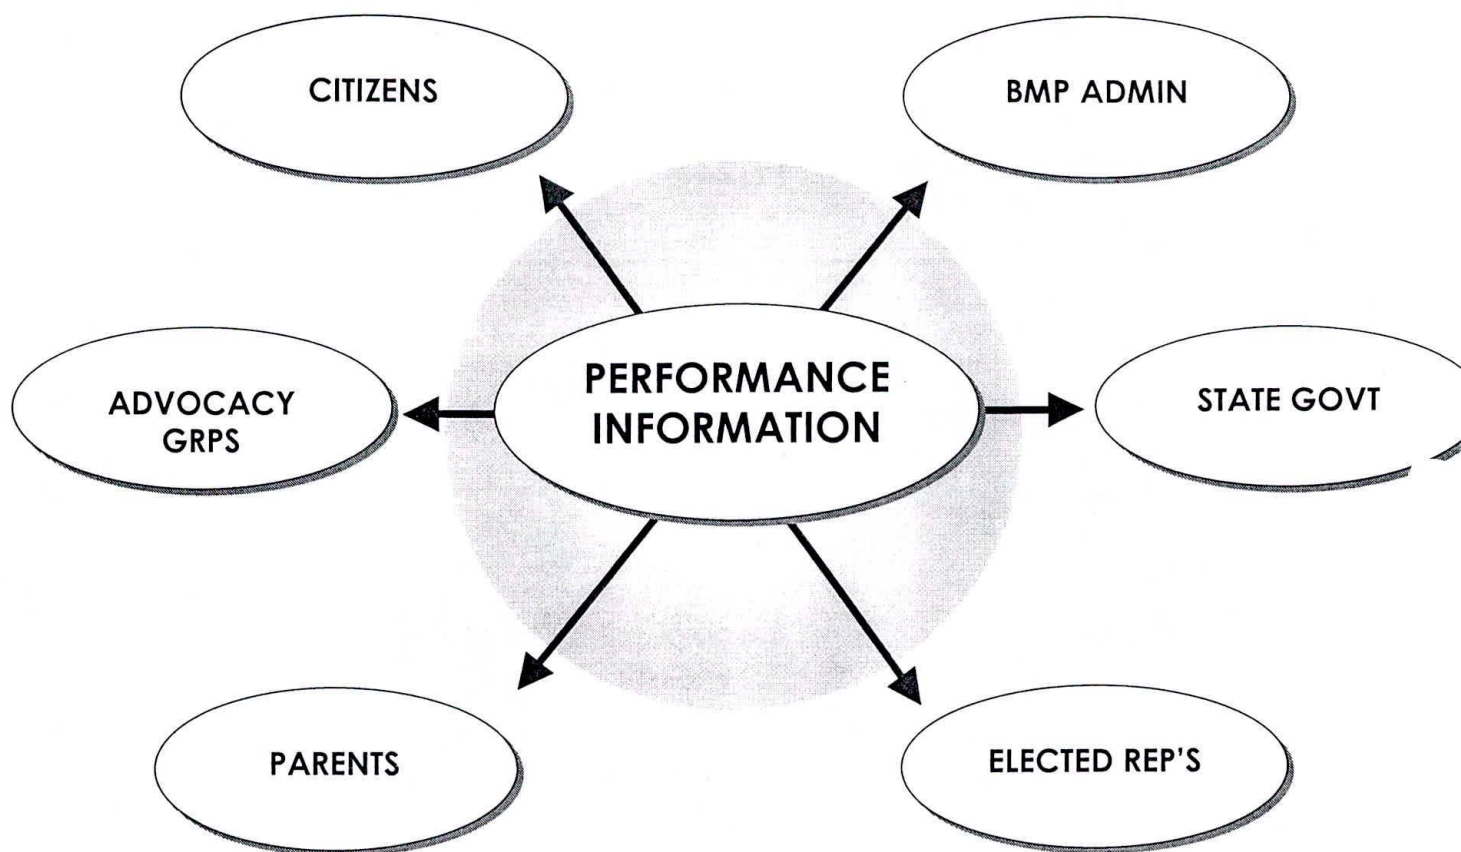 CITIZENS
BMP ADMIN
PERFORMANCE
INFORMATION
ADVOCACY
GRPS
STATE GOVT
PARENTS
ELECTED REP'S